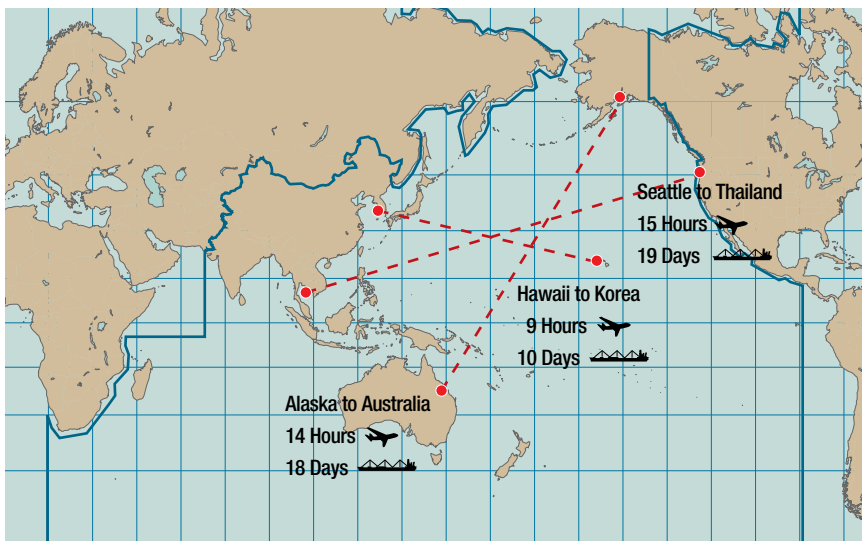 Seattle to Thailand
15 Hours
19 Days
Hawaii to Korea
9 Hours
10 Days
Alaska to Australia
14 Hours
18 Days